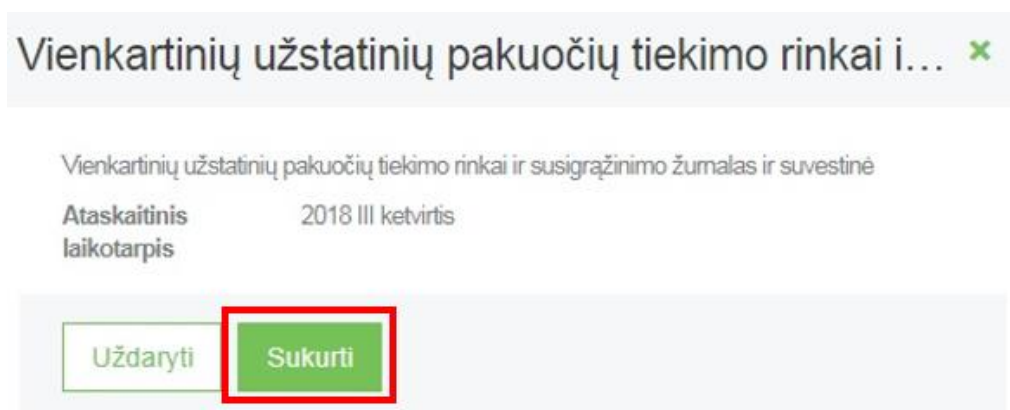 Vienkartinių užstatinių pakuočių tiekimo rinkai i... ×
Vienkartinių užstatinių pakuočių tiekimo rinkai ir susigrąžinimo žurnalas ir suvestinė
Ataskaitinis 2018 III ketvirtis
laikotarpis
Uždaryti Sukurti